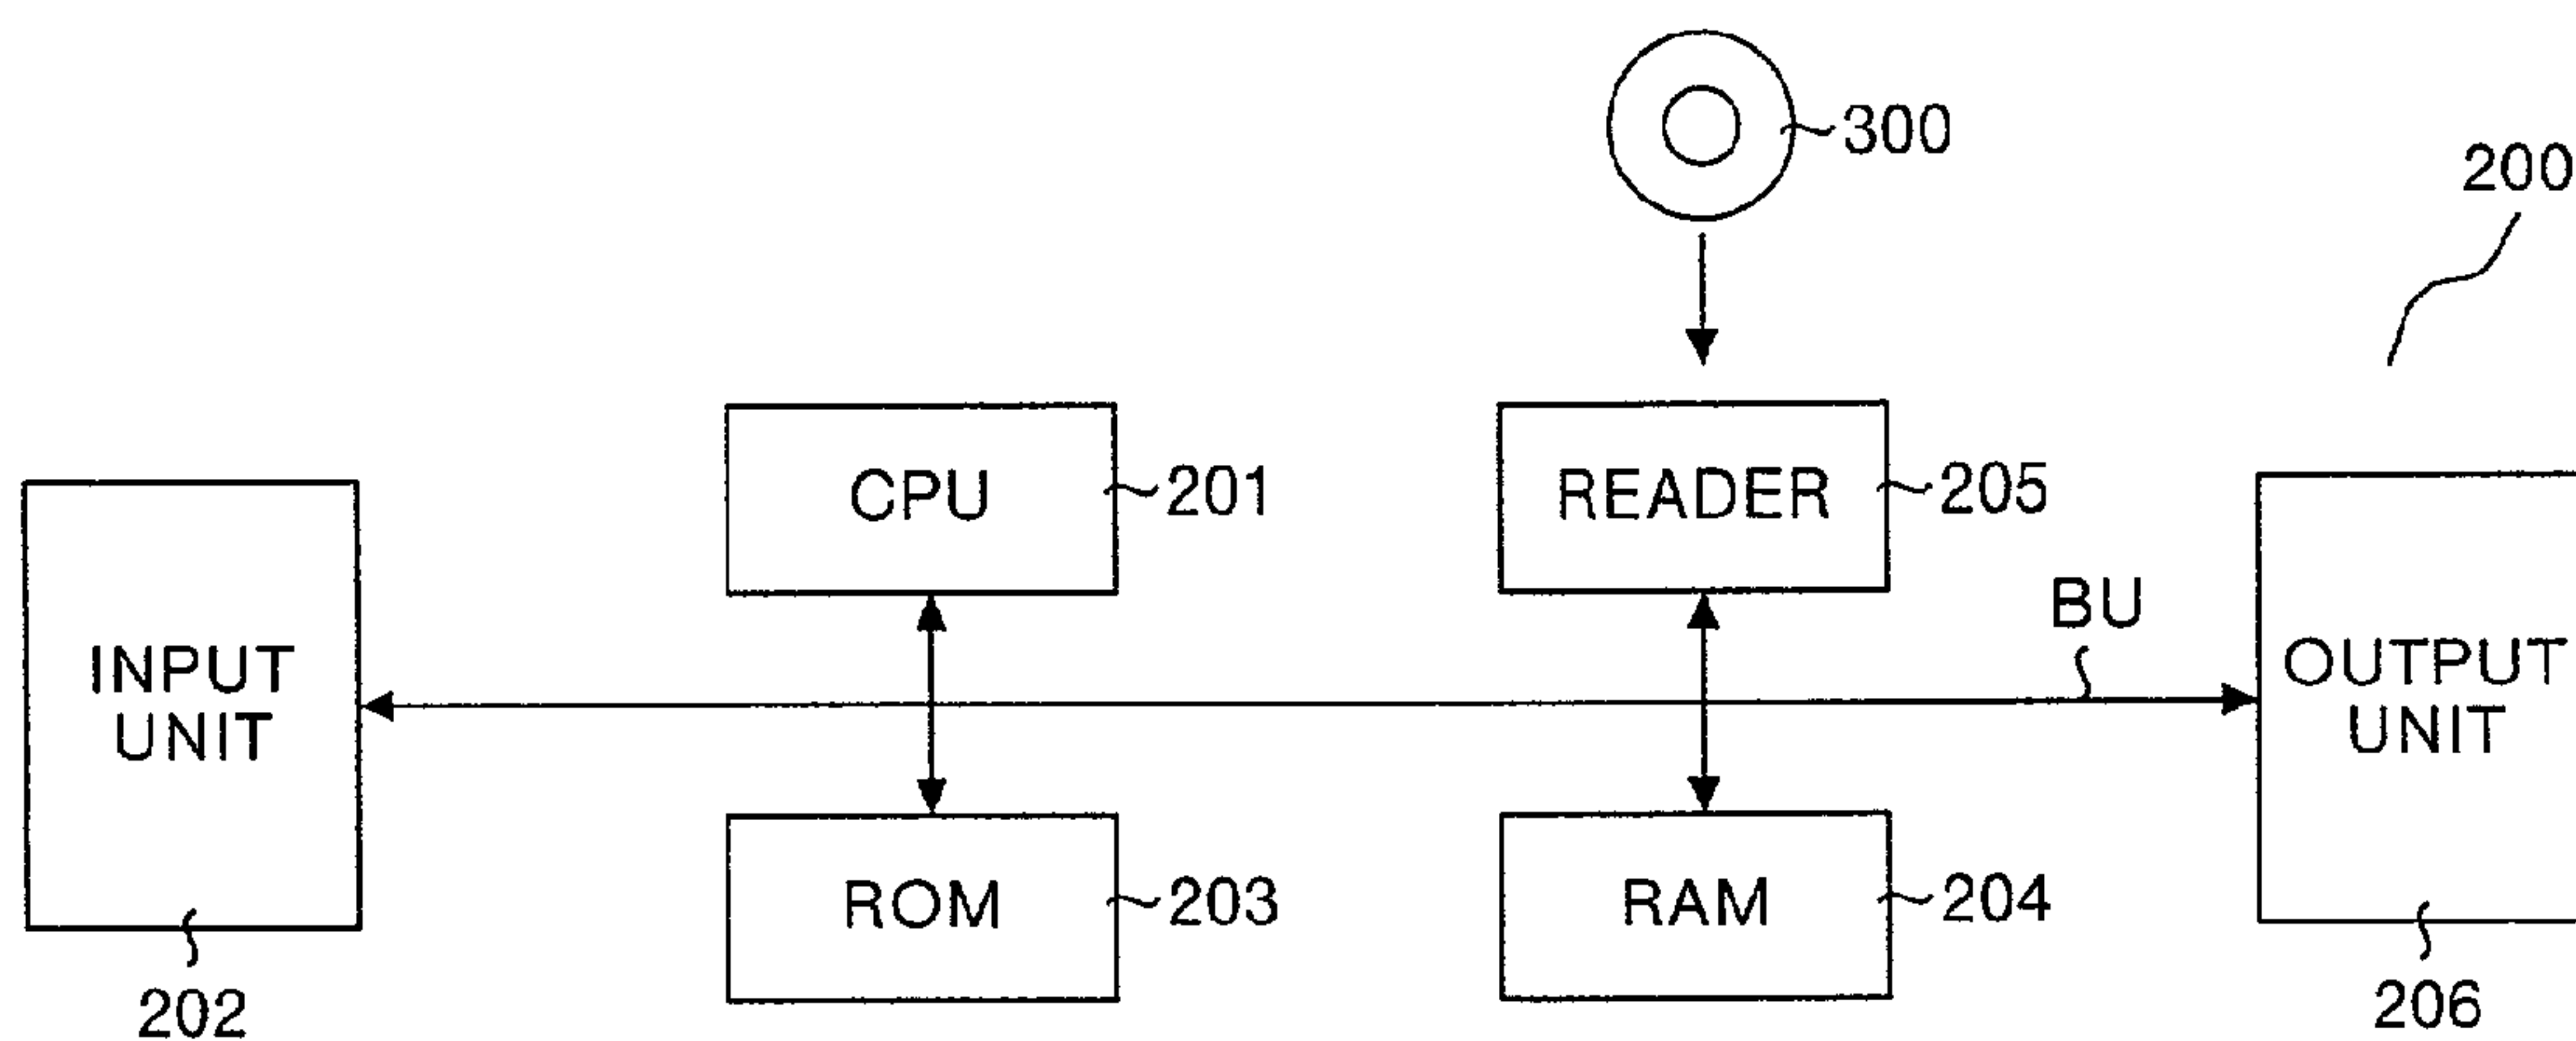 300
200
CPU
201
READER
205
BU
INPUT
UNIT
OUTPUT
UNIT
ROM
203
RAM
204
202
206